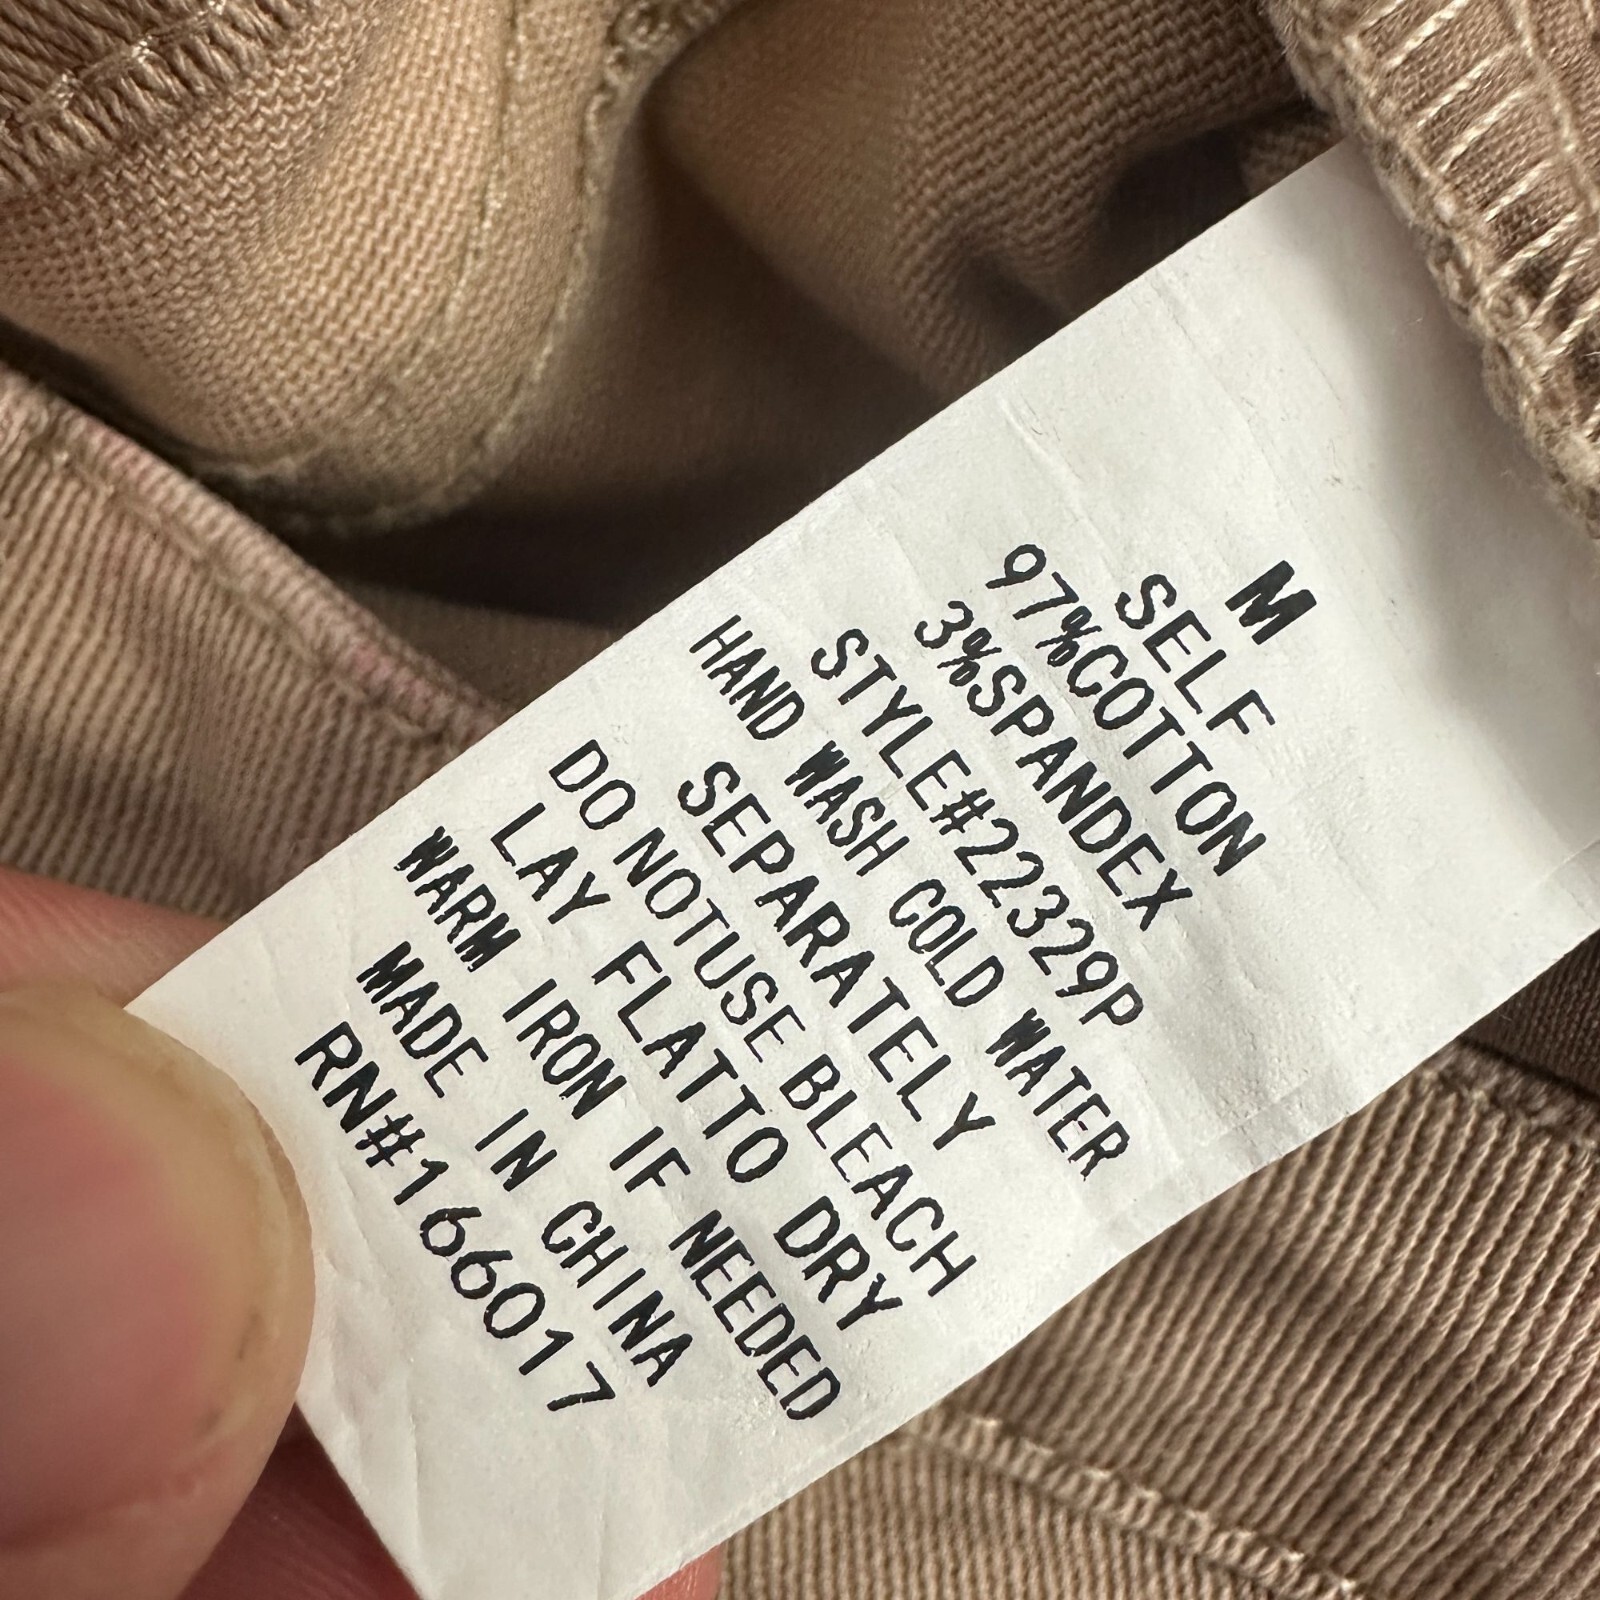 M
SELF
97%COTTON
3%SPANDEX
STYLE#22329P
HAND WASH COLD WATER
SEPARATELY
DO NOTUSE BLEACH
LAY FLATTO DRY
WARM IRON IF NEEDED
MADE IN CHINA
RN#166017